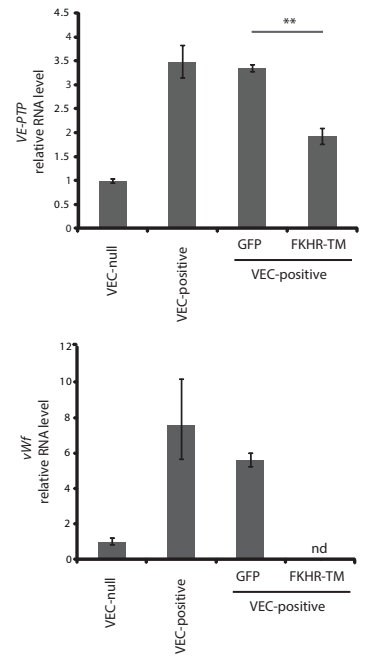 4.5
4
3.5
3
2.5
2
1.5
1
0.5
0
VE-PTP
relative RNA level
**
VEC-null
VEC-positive
GFP
FKHR-TM
VEC-positive
12
10
8
6
4
2
0
vWf
relative RNA level
nd
VEC-null
VEC-positive
GFP
FKHR-TM
VEC-positive